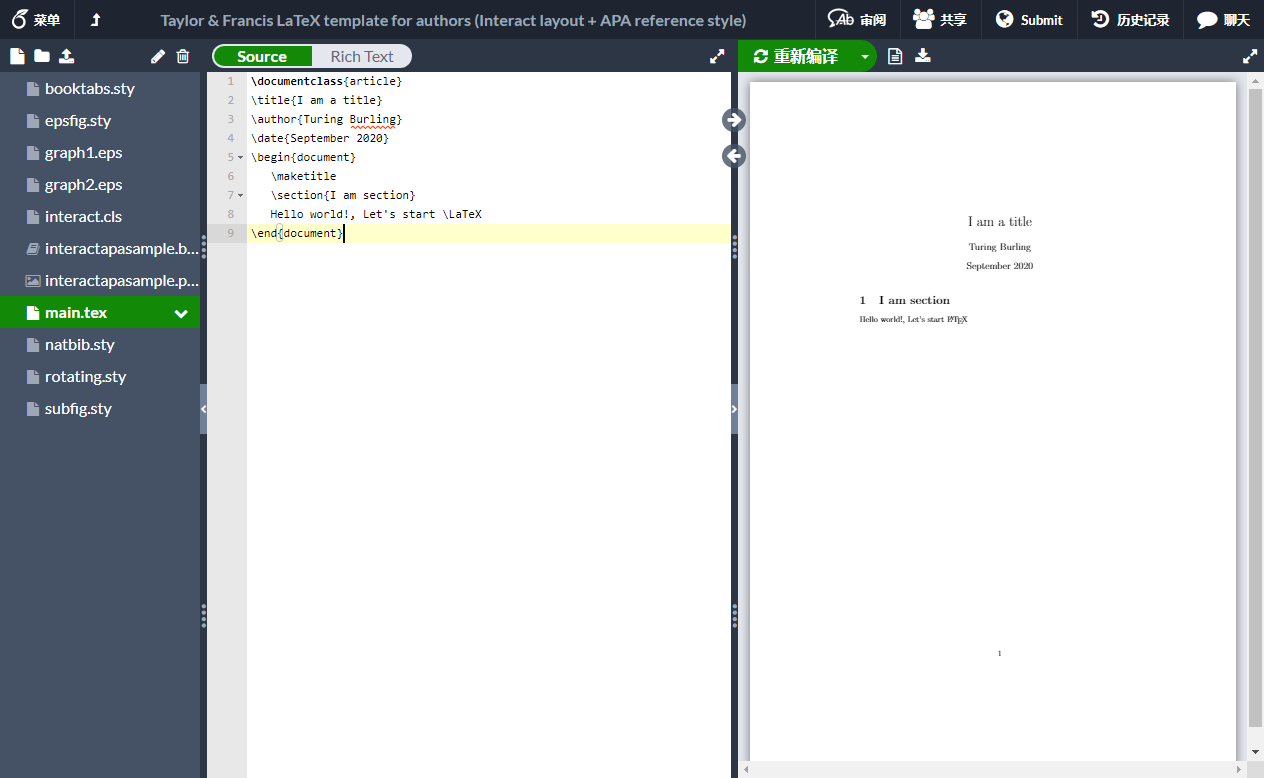 菜单
Taylor & Francis LaTeX template for authors (Interact layout + APA reference style)
Ab 审阅
共享
Submit
历史记录
聊天
Source
Rich Text
重新编译
booktabs.sty
epsfig.sty
graph1.eps
graph2.eps
interact.cls
interactapasample.b...
interactapasample.p...
main.tex
natbib.sty
rotating.sty
subfig.sty
1 \documentclass{article}
2 \title{I am a title}
3 \author{Turing Burling}
4 \date{September 2020}
5 \begin{document}
6 \maketitle
7 \section{I am section}
8 Hello world!, Let's start \LaTeX
9 \end{document}
I am a title
Turing Burling
September 2020
1 I am section
Hello world!, Let's start LATEX
1